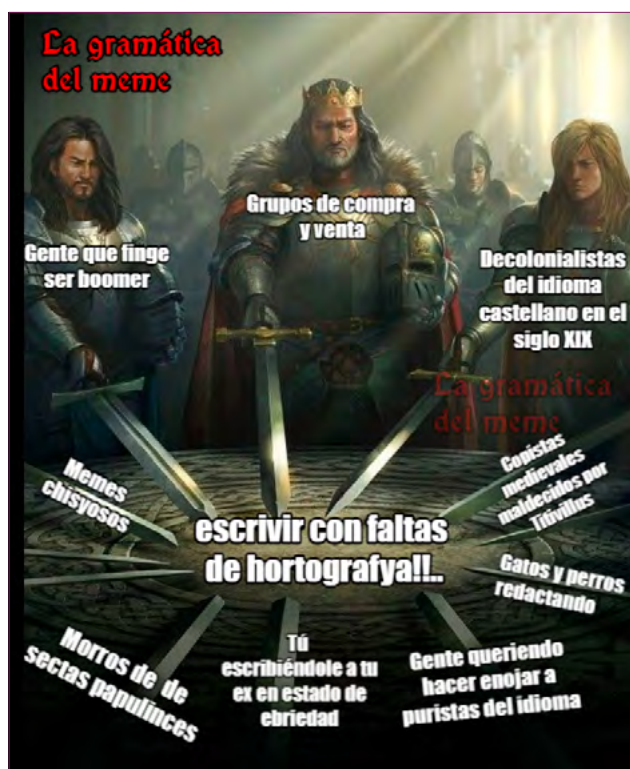 La gramática
del meme
Grupos de compra
y venta
Gente que finge
ser boomer
Decolonialistas
del idioma
castellano en el
siglo XIX
La gramática
del meme
Memes
chisyosos
Copistas
medievales
maldecidos por
Titivillus
escrivir con faltas
de hortografya!!..
Gatos y perros
redactando
Morros de de
sectas papulinces
Tú
escribiéndole a tu
ex en estado de
ebriedad
Gente queriendo
hacer enojar a
puristas del idioma